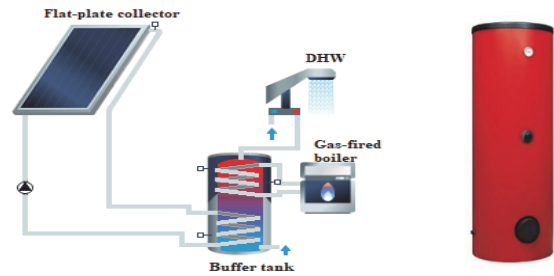 Flat-plate collector
DHW
Gas-fired
boiler
Buffer tank